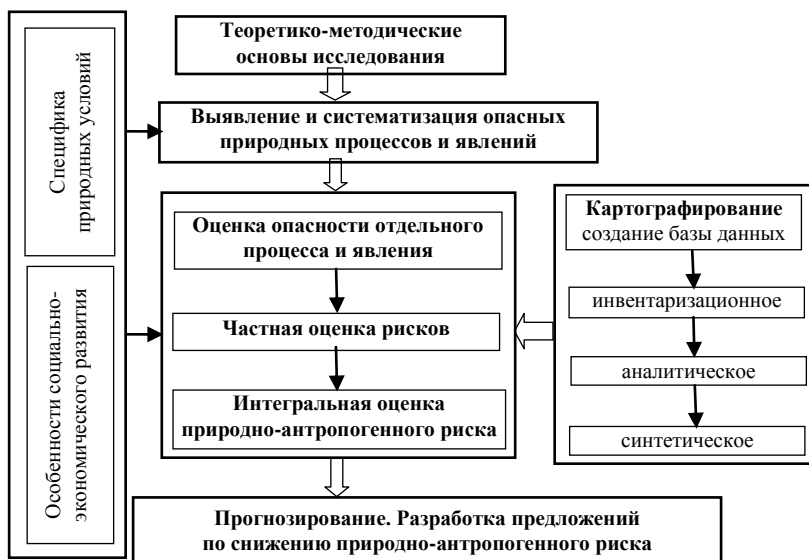 Теоретико-методические
основы исследования
Специфика
природных условий
Выявление и систематизация опасных
природных процессов и явлений
Оценка опасности отдельного
процесса и явления
Картографирование
создание базы данных
Особенности социально-
экономического развития
Частная оценка рисков
инвентаризационное
аналитическое
Интегральная оценка
природно-антропогенного риска
синтетическое
Прогнозирование. Разработка предложений
по снижению природно-антропогенного риска